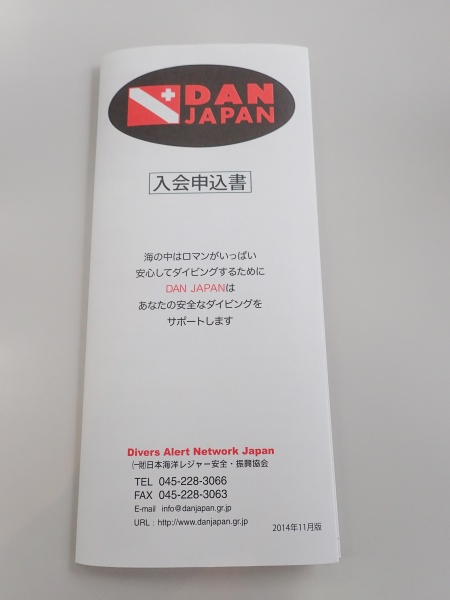 DAN
JAPAN
入会申込書
海の中はロマンがいっぱい
安心してダイビングするために
DAN JAPANは
あなたの安全なダイビングを
サポートします
Divers Alert Network Japan
(一財)日本海洋レジャー安全・振興協会
TEL 045-228-3066
FAX 045-228-3063
E-mail info@danjapan.gr.jp
URL : http://www.danjapan.gr.jp
2014年11月版